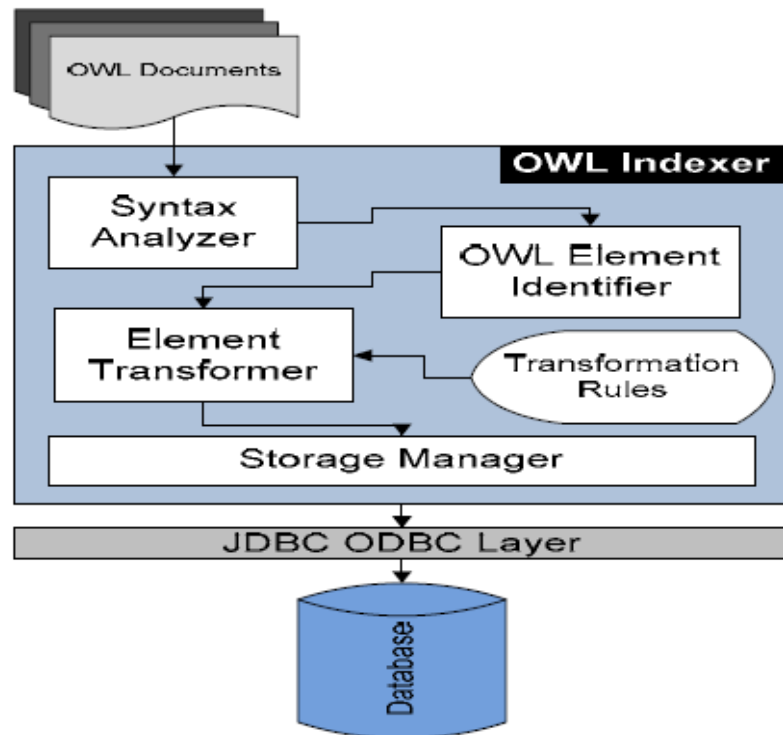 OWL Documents
OWL Indexer
Syntax
Analyzer
OWL Element
Identifier
Element
Transformer
Transformation
Rules
Storage Manager
JDBC ODBC Layer
Database